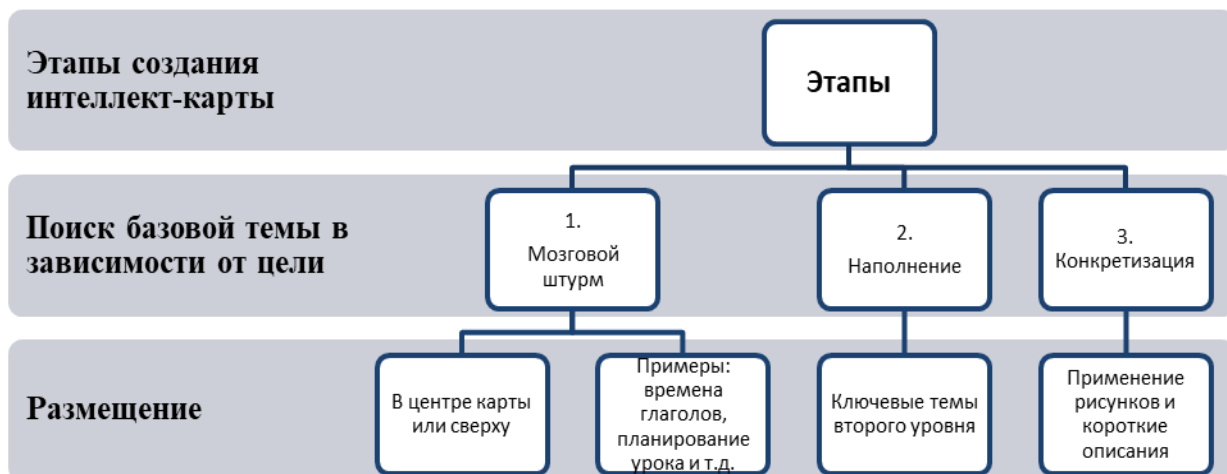 Этапы создания
интеллект-карты
Этапы
Поиск базовой темы в
зависимости от цели
1.
Мозговой
штурм
2.
Наполнение
3.
Конкретизация
Размещение
В центре карты
или сверху
Примеры:
времена
глаголов,
планирование
урока и т.д.
Ключевые темы
второго уровня
Применение
рисунков и
короткие
описания